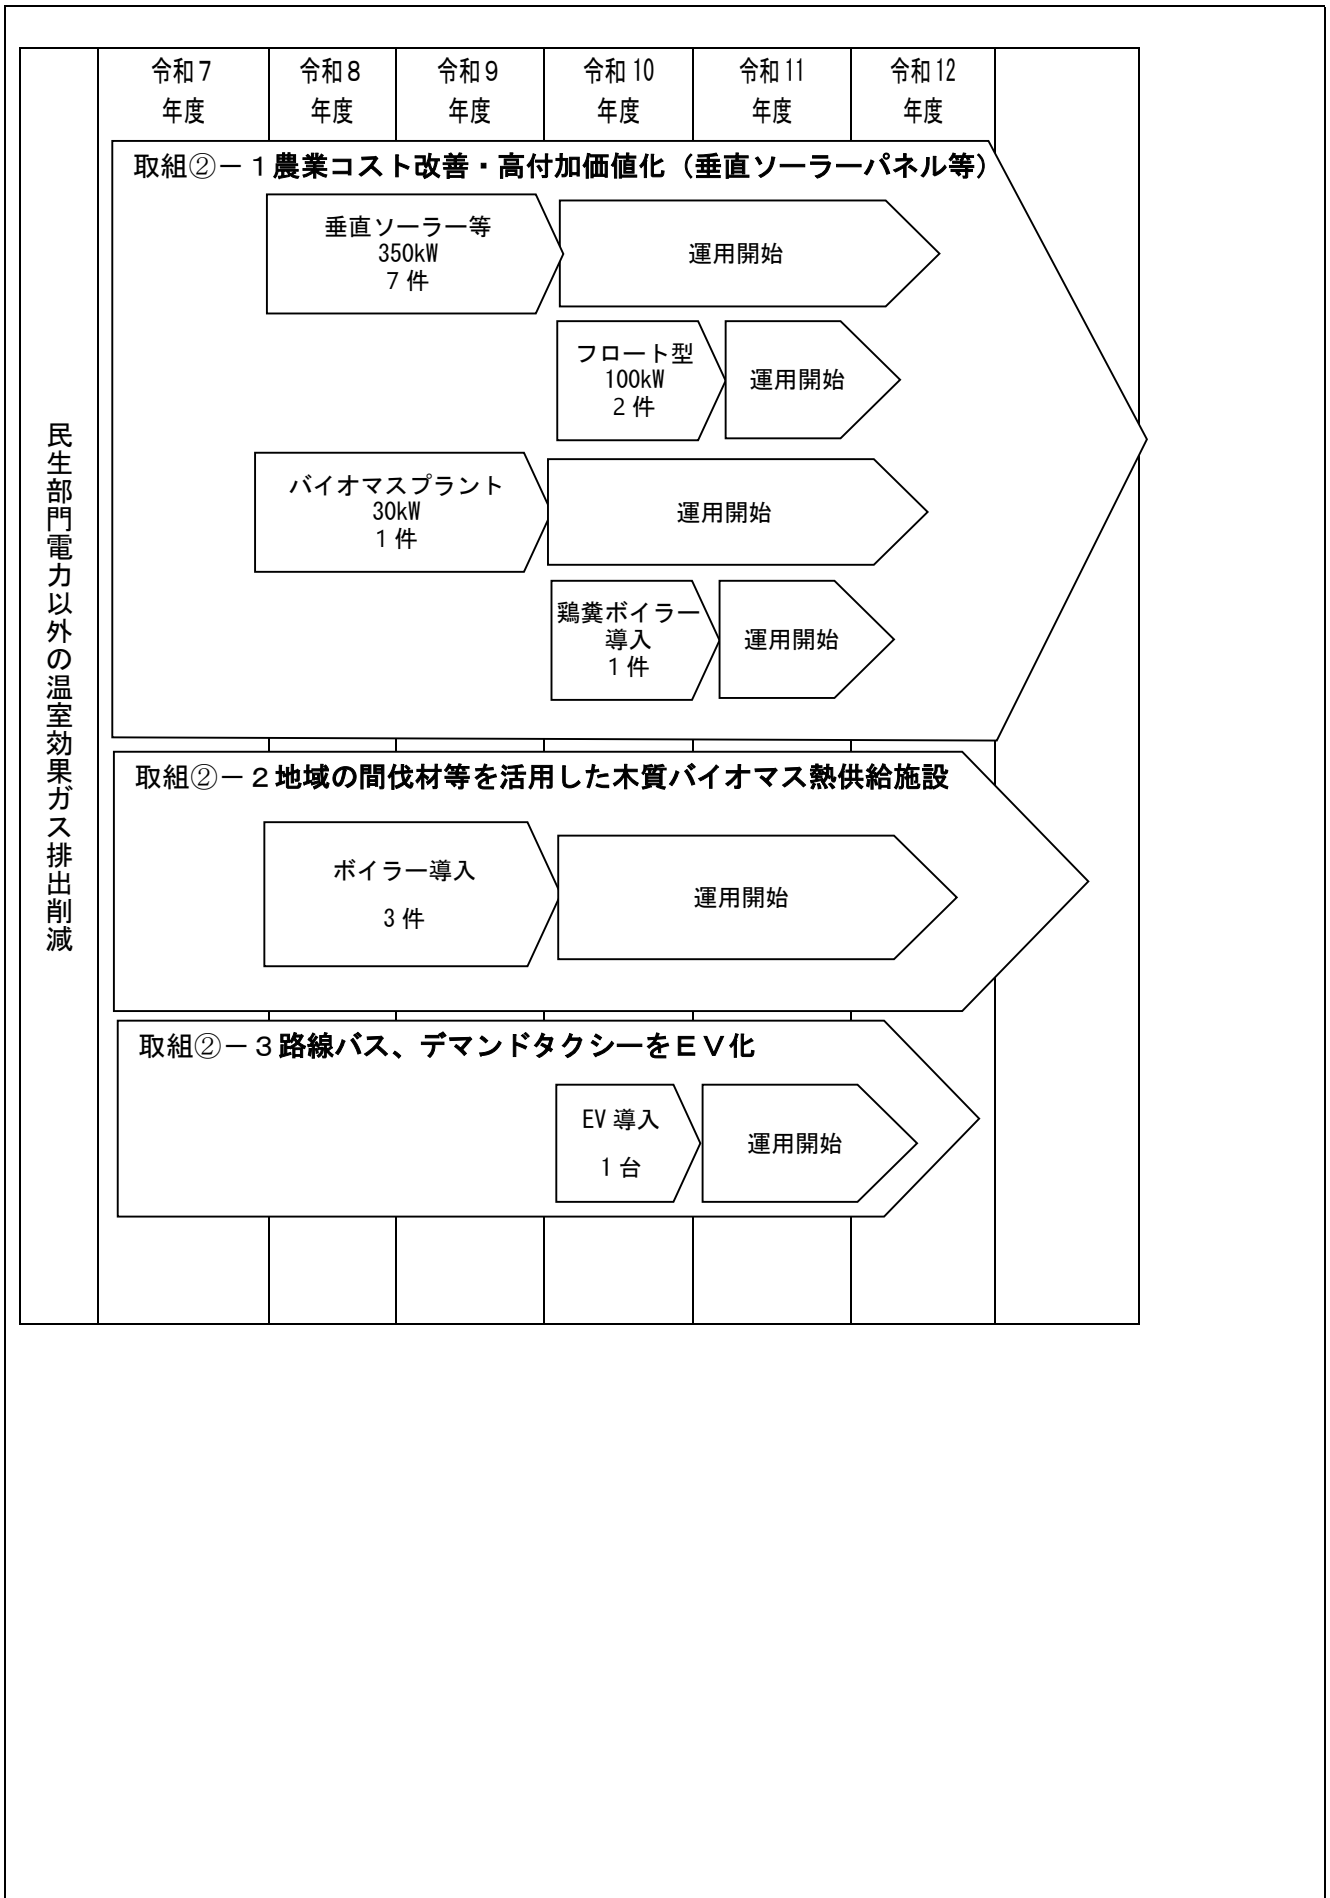 令和７
年度
令和８
年度
令和９
年度
令和 10
年度
令和 11
年度
令和 12
年度
民生部門電力以外の温室効果ガス排出削減
取組②－１農業コスト改善・高付加価値化（垂直ソーラーパネル等）
垂直ソーラー等
350kW
７件
運用開始
フロート型
100kW
２件
運用開始
バイオマスプラント
30kW
１件
運用開始
鶏糞ボイラー
導入
１件
運用開始
取組②－２地域の間伐材等を活用した木質バイオマス熱供給施設
ボイラー導入
3 件
運用開始
取組②－３路線バス、デマンドタクシーをＥＶ化
EV 導入
1 台
運用開始